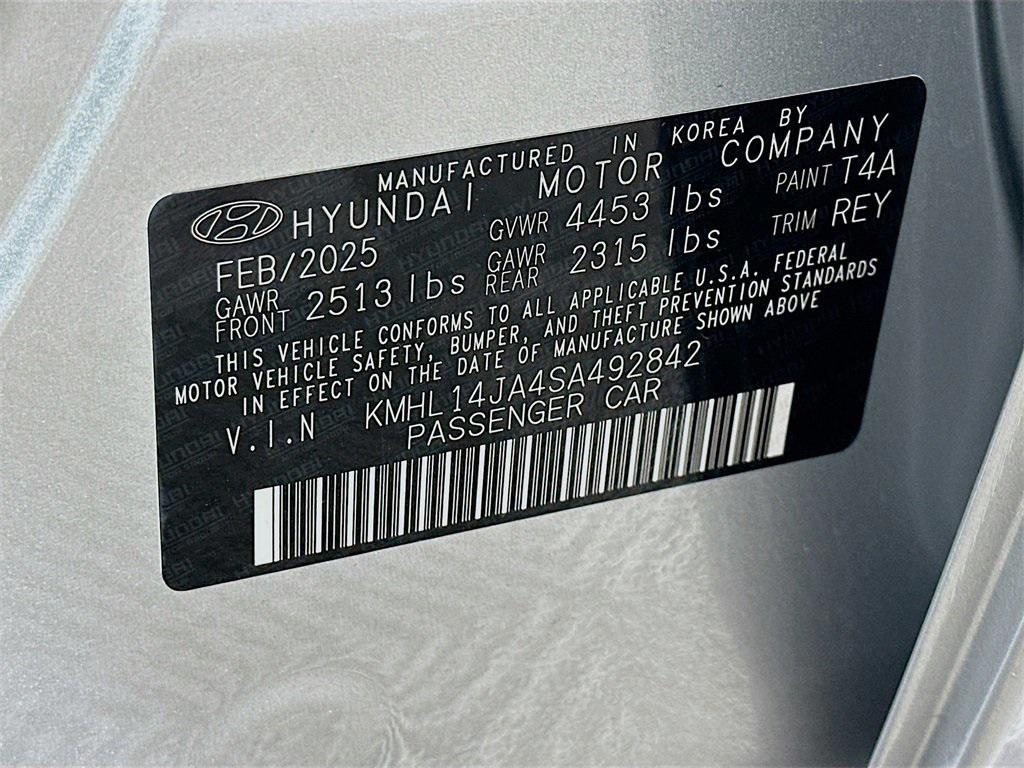 MANUFACTURED IN KOREA BY
HYUNDAI MOTOR COMPANY
FEB/2025 GVWR 4453 lbs PAINT T4A
GAWR FRONT 2513 lbs GAWR REAR 2315 lbs TRIM REY
THIS VEHICLE CONFORMS TO ALL APPLICABLE U.S.A. FEDERAL
MOTOR VEHICLE SAFETY, BUMPER, AND THEFT PREVENTION STANDARDS
IN EFFECT ON THE DATE OF MANUFACTURE SHOWN ABOVE
V.I.N KMHL14JA4SA492842
PASSENGER CAR